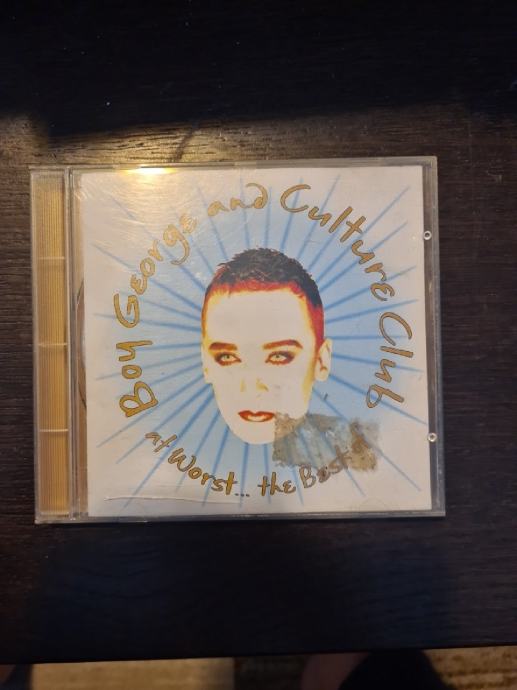 Boy George and Culture Club
at Worst... the Best